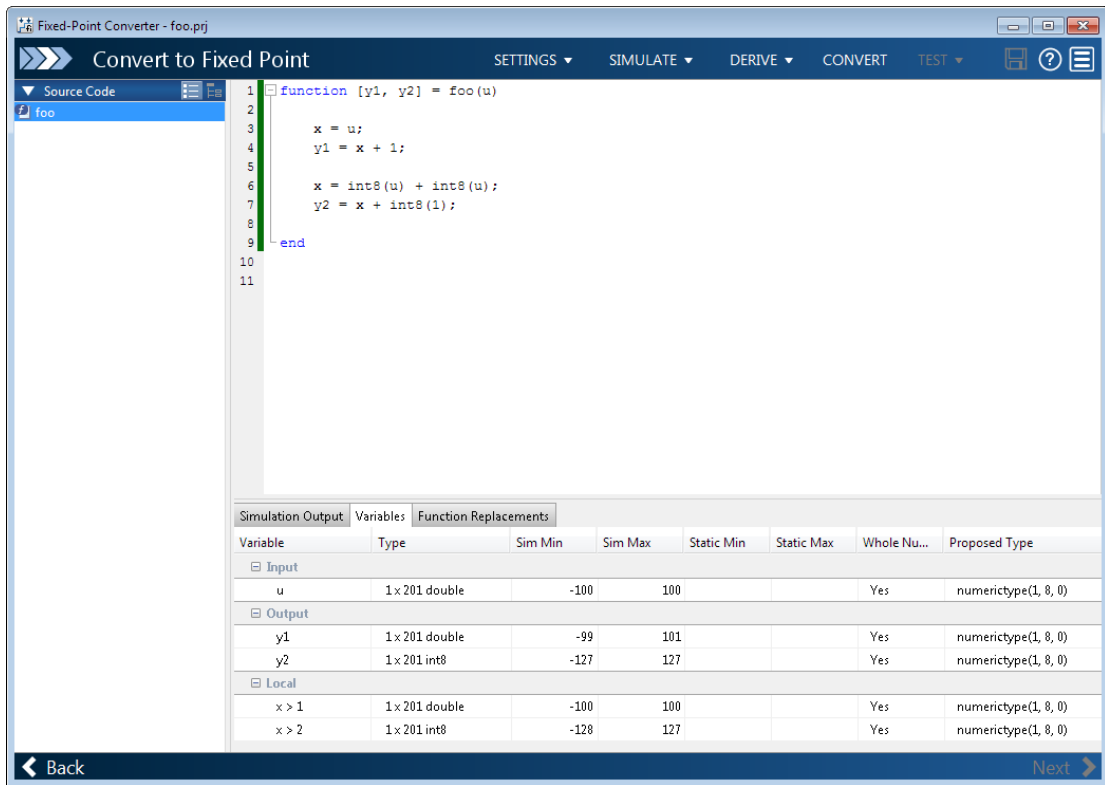 Fixed-Point Converter - foo.prj
Convert to Fixed Point SETTINGS SIMULATE DERIVE CONVERT TEST
Source Code
foo
1 function [y1, y2] = foo(u)
2
3 x = u;
4 y1 = x + 1;
5
6 x = int8(u) + int8(u);
7 y2 = x + int8(1);
8
9 end
10
11
Simulation Output Variables Function Replacements
Variable Type Sim Min Sim Max Static Min Static Max Whole Nu... Proposed Type
Input
u 1 x 201 double -100 100 Yes numerictype(1, 8, 0)
Output
y1 1 x 201 double -99 101 Yes numerictype(1, 8, 0)
y2 1 x 201 int8 -127 127 Yes numerictype(1, 8, 0)
Local
x > 1 1 x 201 double -100 100 Yes numerictype(1, 8, 0)
x > 2 1 x 201 int8 -128 127 Yes numerictype(1, 8, 0)
Back Next